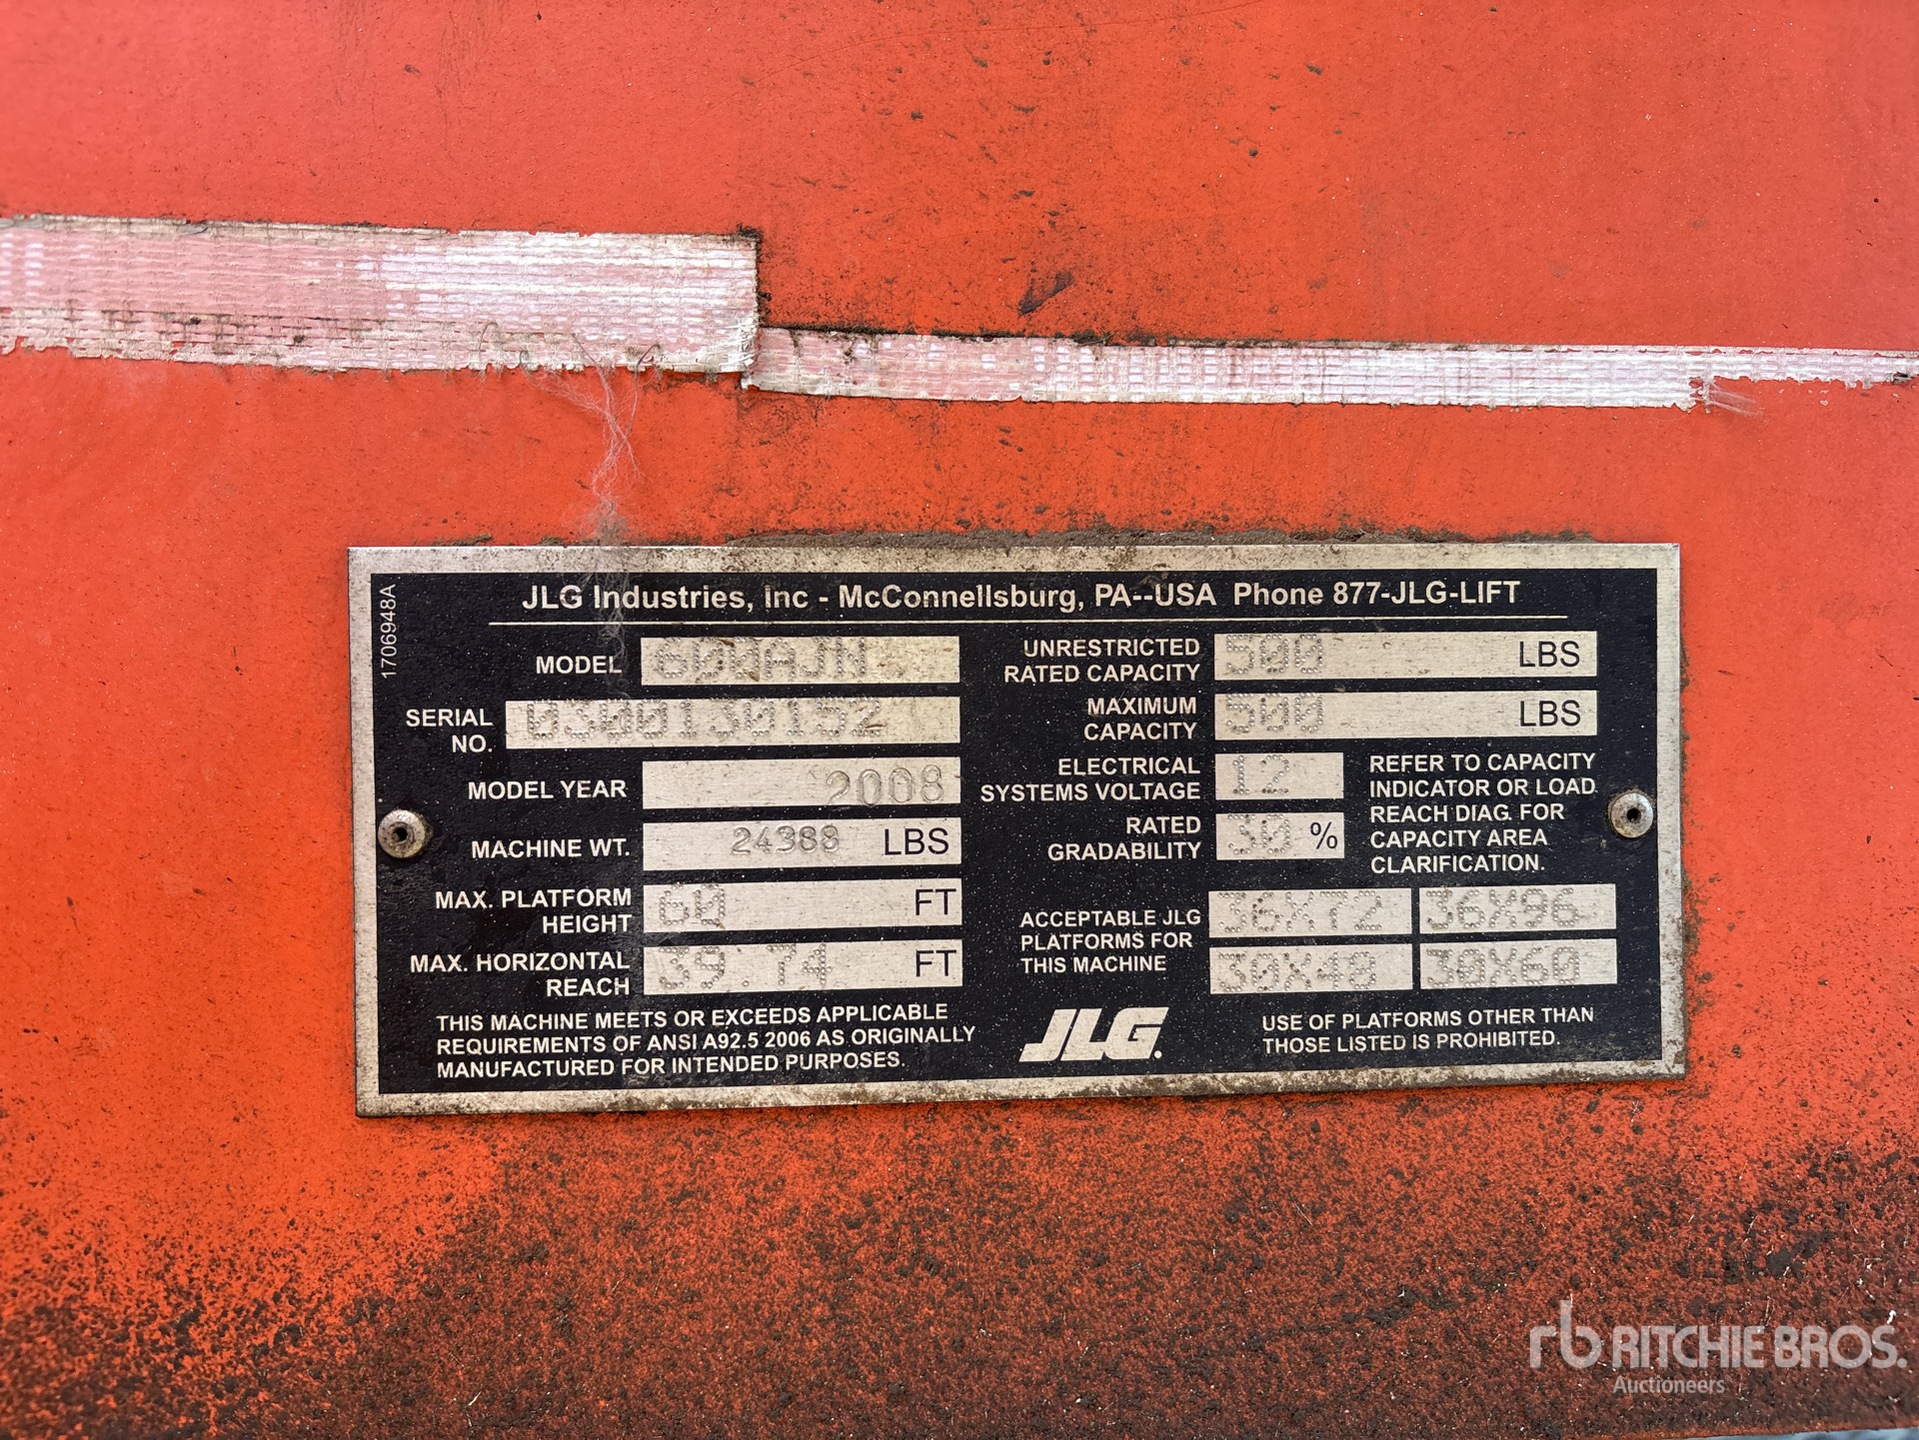 1706948A
JLG Industries, Inc - McConnellsburg, PA--USA Phone 877-JLG-LIFT
MODEL 600AJN
SERIAL NO. 0300130152
MODEL YEAR 2008
MACHINE WT. 24388 LBS
MAX. PLATFORM HEIGHT 60 FT
MAX. HORIZONTAL REACH 39.74 FT
THIS MACHINE MEETS OR EXCEEDS APPLICABLE
REQUIREMENTS OF ANSI A92.5 2006 AS ORIGINALLY
MANUFACTURED FOR INTENDED PURPOSES.
UNRESTRICTED RATED CAPACITY 500 LBS
MAXIMUM CAPACITY 500 LBS
ELECTRICAL SYSTEMS VOLTAGE 12
RATED GRADABILITY 30 %
REFER TO CAPACITY
INDICATOR OR LOAD
REACH DIAG. FOR
CAPACITY AREA
CLARIFICATION.
ACCEPTABLE JLG
PLATFORMS FOR
THIS MACHINE
36X72 36X96
30X48 30X60
JLG.
USE OF PLATFORMS OTHER THAN
THOSE LISTED IS PROHIBITED.
rb RITCHIE BROS.
Auctioneers